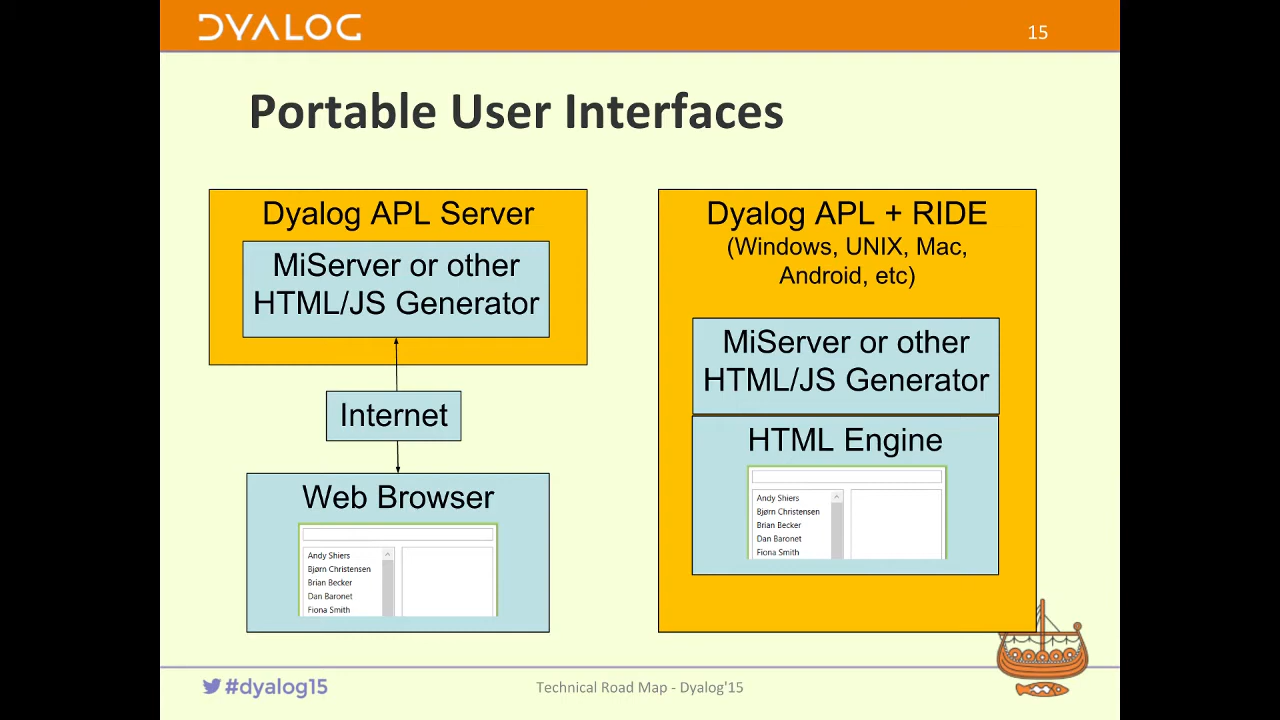 DYALOG
15
Portable User Interfaces
Dyalog APL Server
MiServer or other
HTML/JS Generator
Internet
Web Browser
Andy Shiers
Bjørn Christensen
Brian Becker
Dan Baronet
Fiona Smith
Dyalog APL + RIDE
(Windows, UNIX, Mac,
Android, etc)
MiServer or other
HTML/JS Generator
HTML Engine
Andy Shiers
Bjørn Christensen
Brian Becker
Dan Baronet
Fiona Smith
#dyalog15
Technical Road Map - Dyalog'15